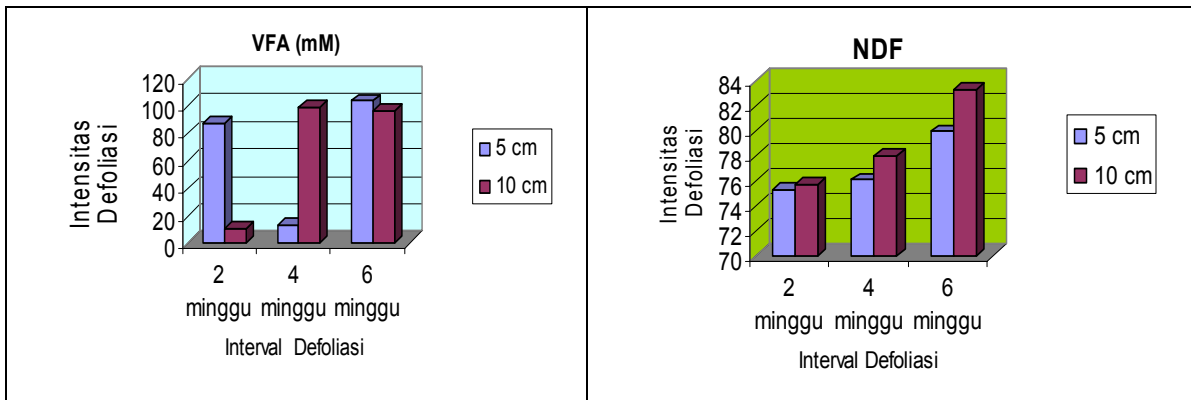 VFA (mM)
120
100
80
60
40
20
0
Intensitas
Defoliasi
2
minggu
4
minggu
6
minggu
Interval Defoliasi
5 cm
10 cm
NDF
84
82
80
78
76
74
72
70
Intensitas
Defoliasi
2
minggu
4
minggu
6
minggu
Interval Defoliasi
5 cm
10 cm